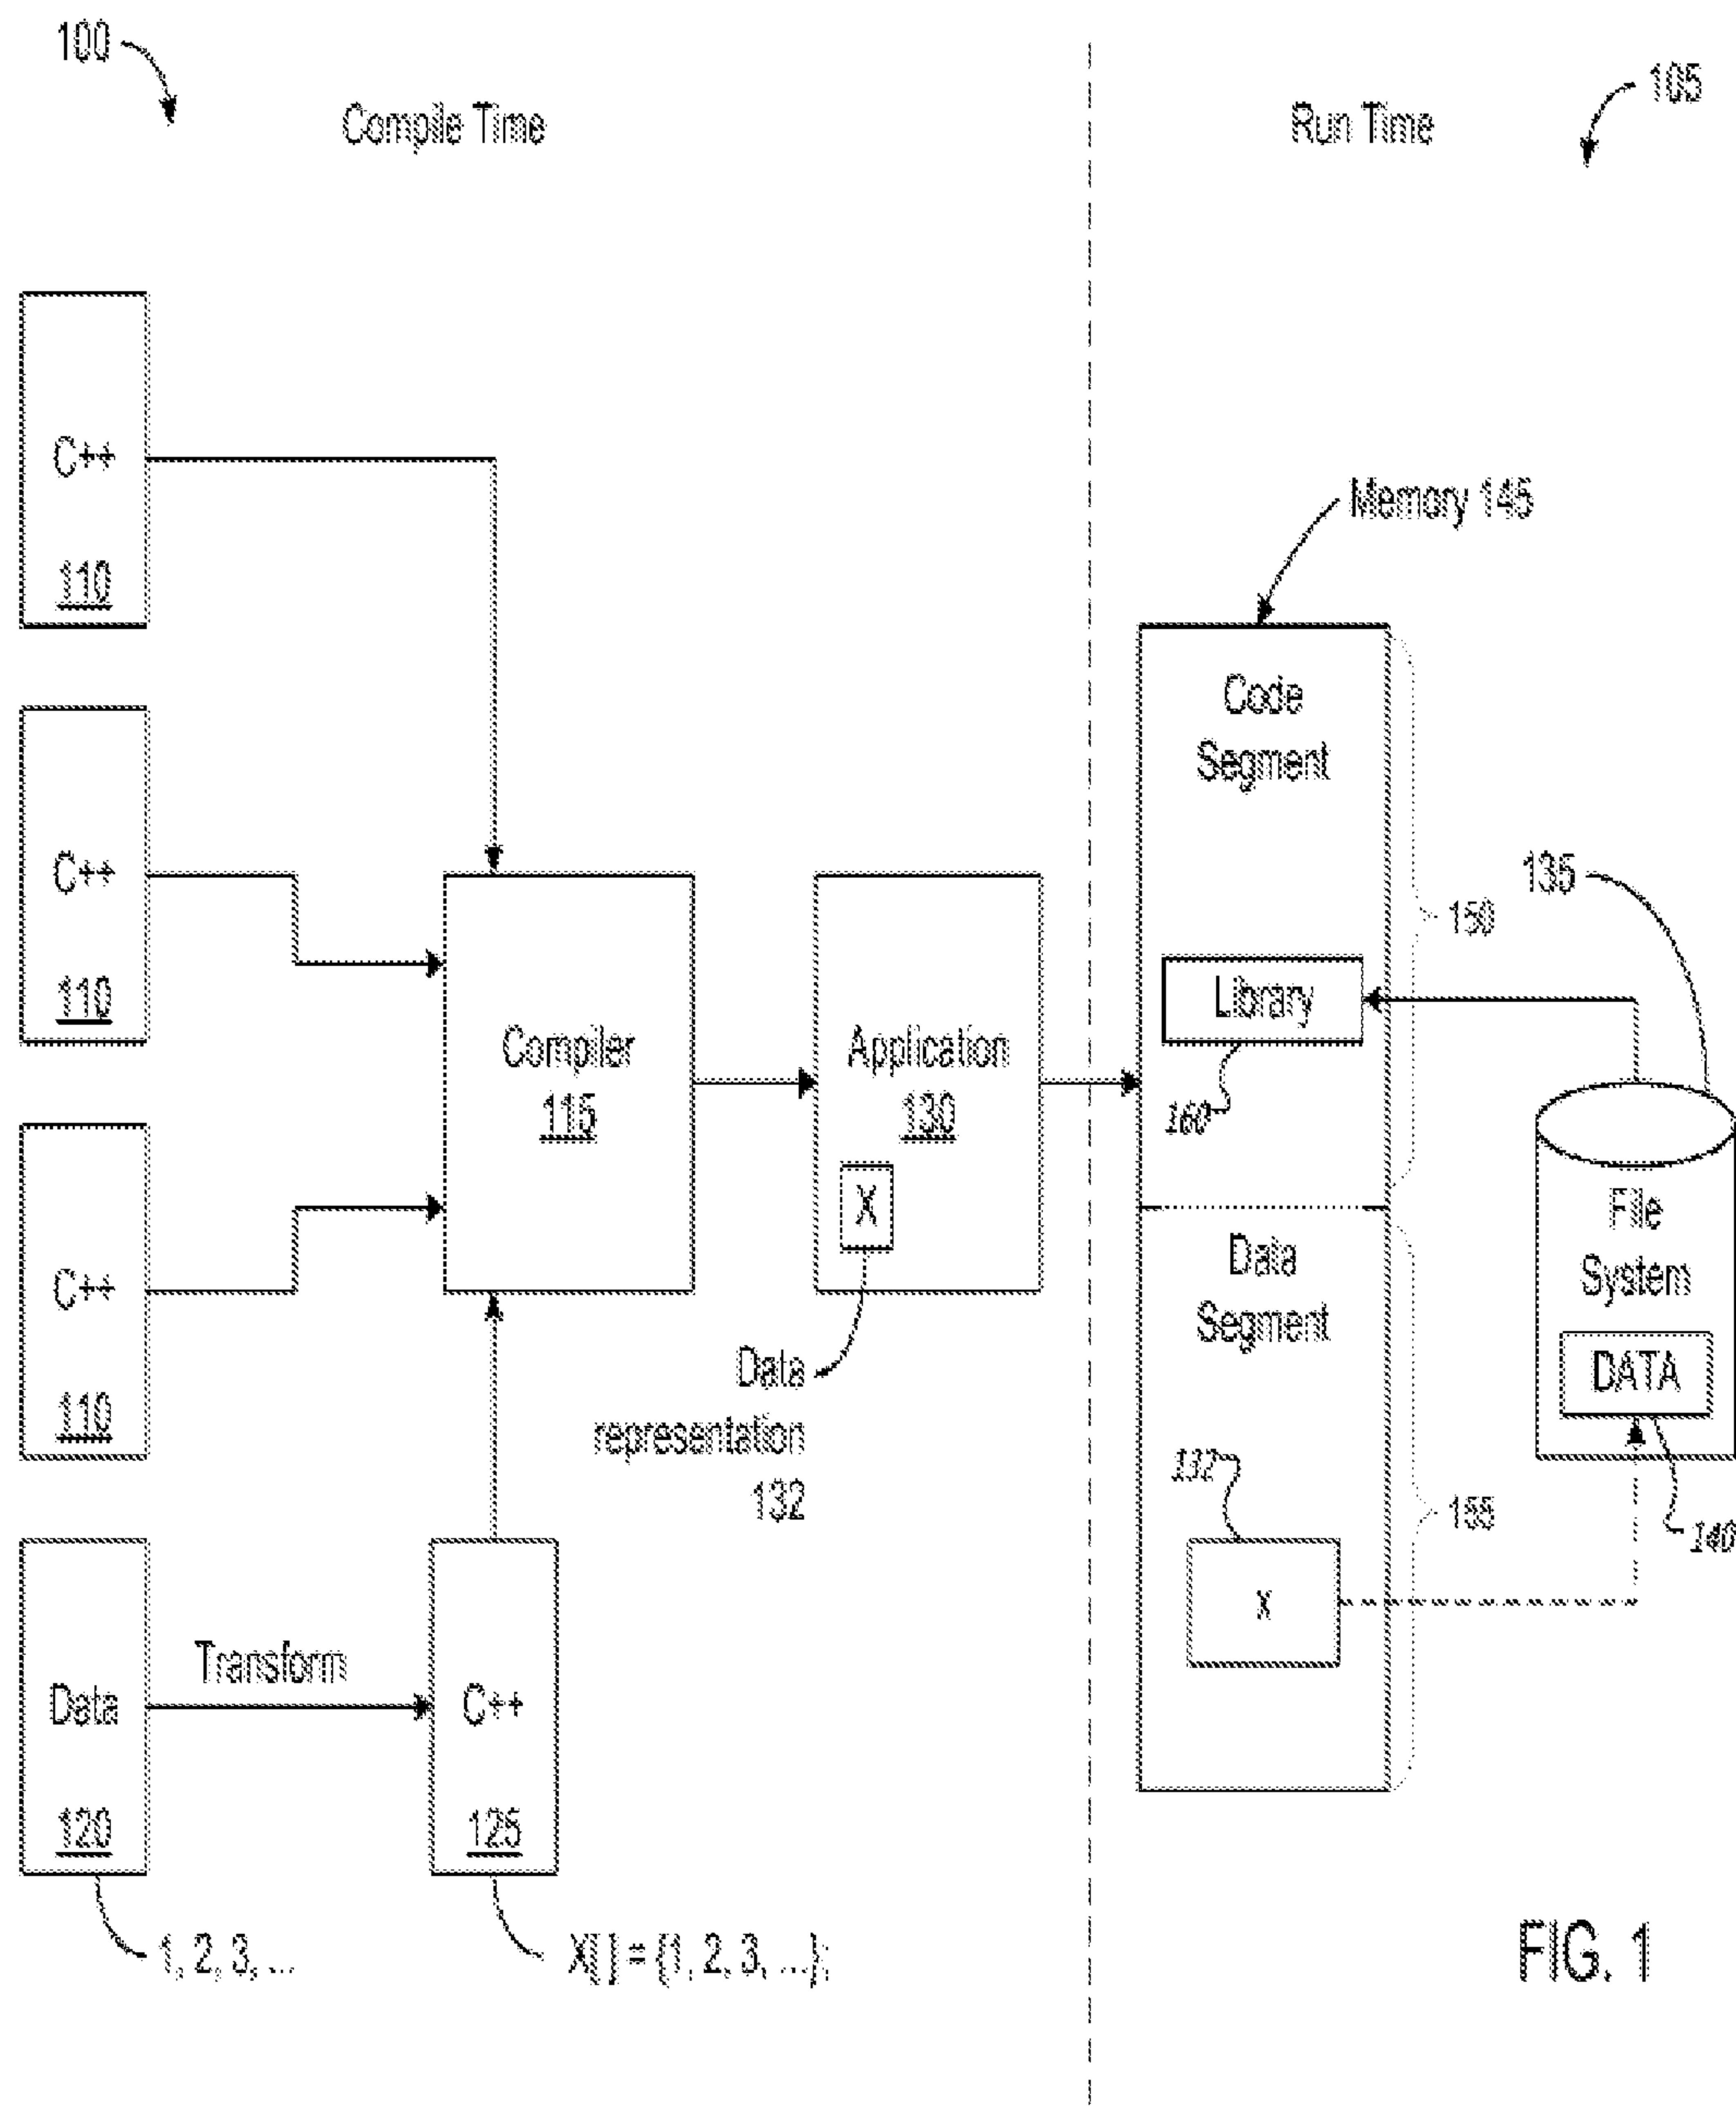 100
Compile Time
Run Time
105
C++
110
Memory 145
Code
Segment
C++
110
135
150
Library
160
Compiler
115
Application
130
X
C++
110
File
System
DATA
140
Data
Segment
Data
representation
132
132
x
155
Data
120
Transform
C++
125
1, 2, 3, ...
X[ ] = {1, 2, 3, ...};
FIG. 1